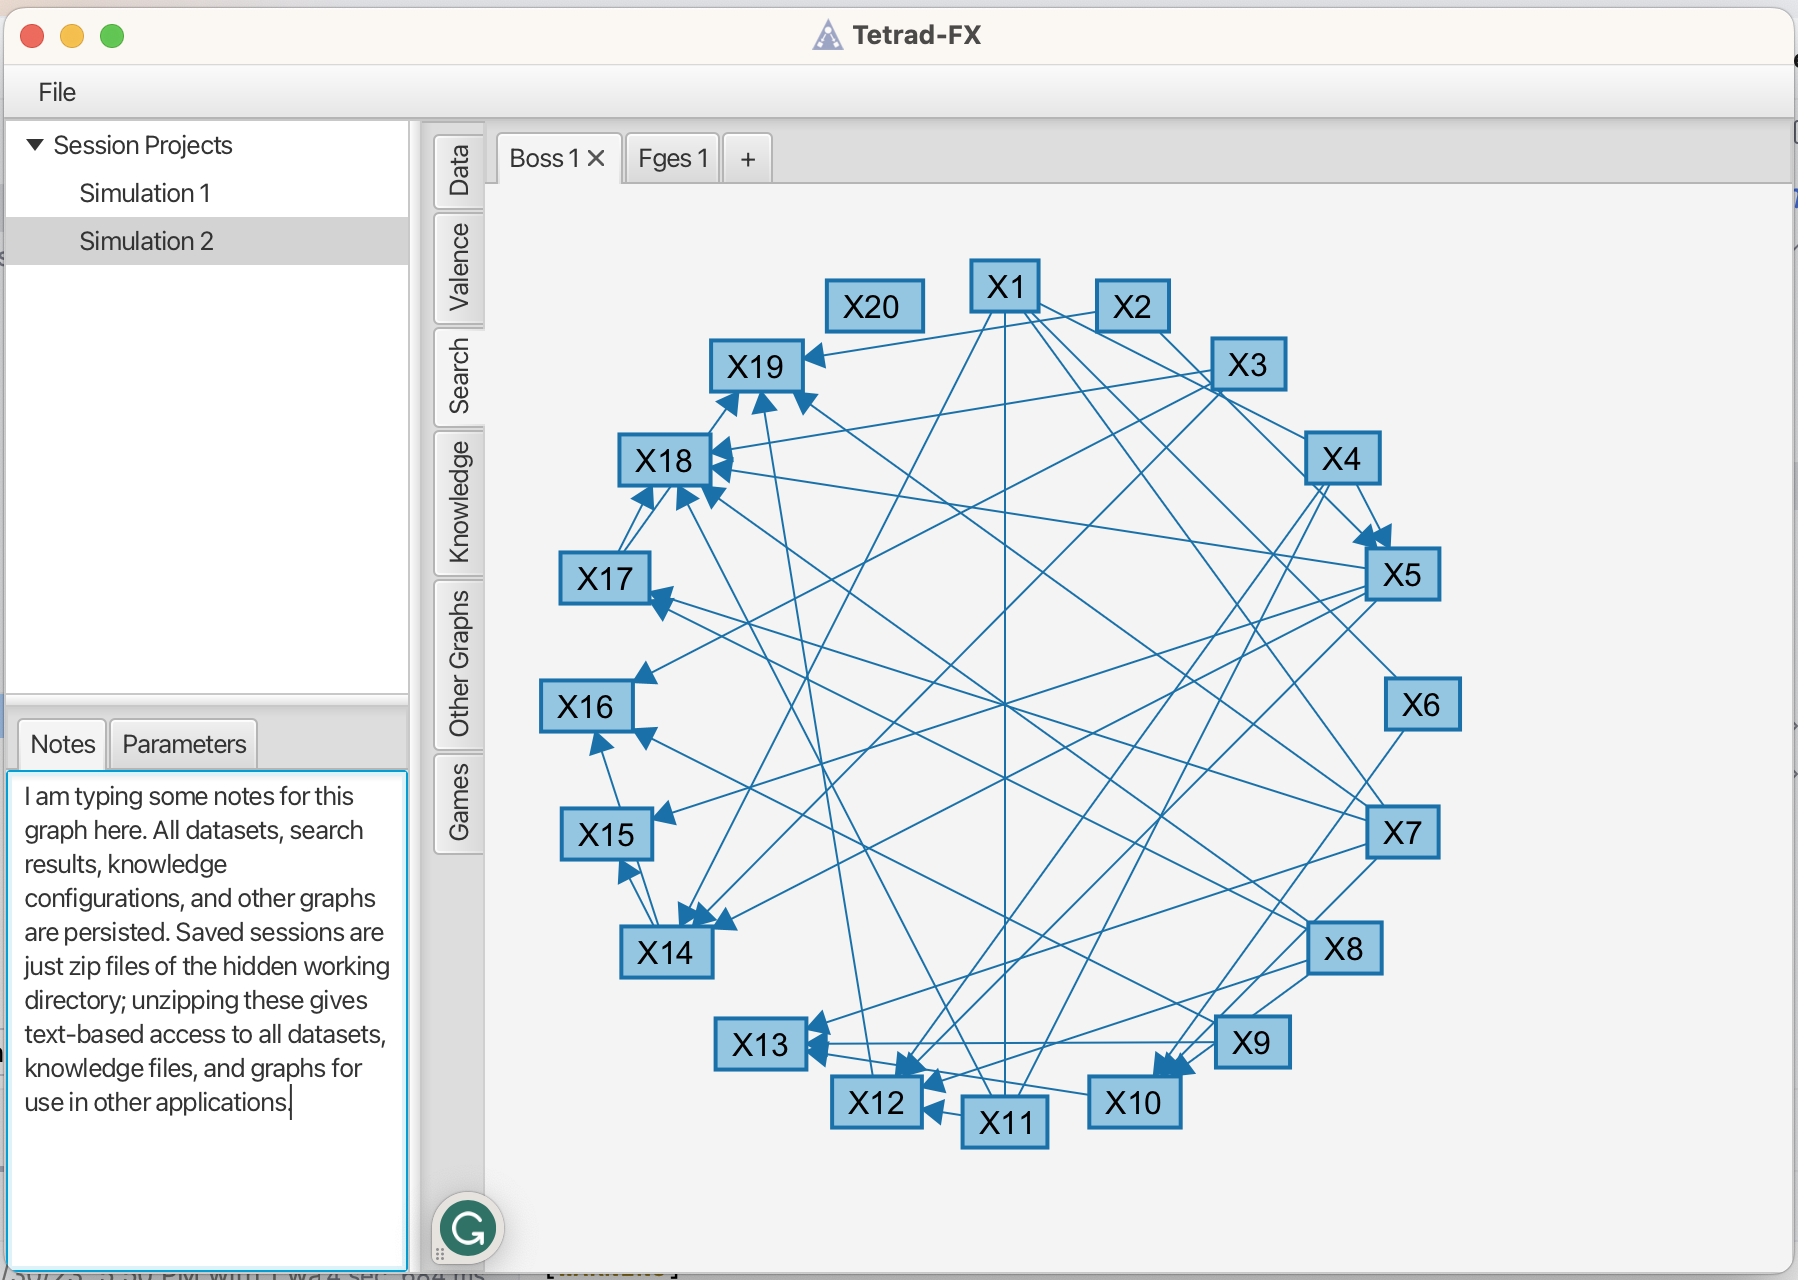 Tetrad-FX
File
Session Projects
Simulation 1
Simulation 2
Notes
Parameters
I am typing some notes for this
graph here. All datasets, search
results, knowledge
configurations, and other graphs
are persisted. Saved sessions are
just zip files of the hidden working
directory; unzipping these gives
text-based access to all datasets,
knowledge files, and graphs for
use in other applications.
Data
Valence
Search
Knowledge
Other Graphs
Games
Boss 1
Fges 1
+
X1
X2
X3
X4
X5
X6
X7
X8
X9
X10
X11
X12
X13
X14
X15
X16
X17
X18
X19
X20
G